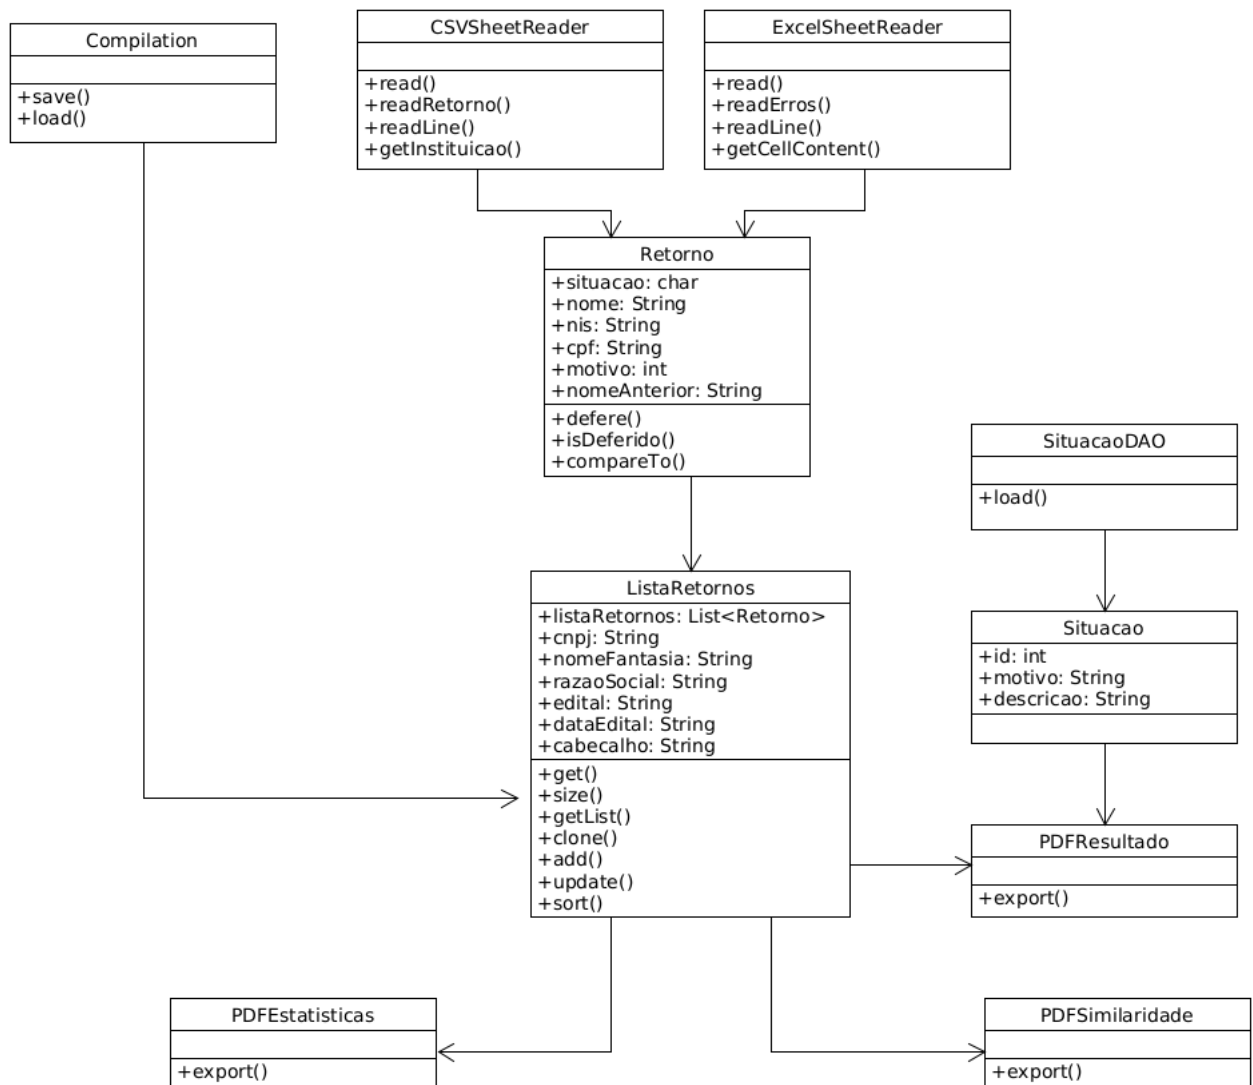 Compilation
+save()
+load()
CSVSheetReader
+read()
+readRetorno()
+readLine()
+getInstituicao()
ExcelSheetReader
+read()
+readErros()
+readLine()
+getCellContent()
Retorno
+situacao: char
+nome: String
+nis: String
+cpf: String
+motivo: int
+nomeAnterior: String
+defere()
+isDeferido()
+compareTo()
SituacaoDAO
+load()
ListaRetornos
+listaRetornos: List<Retorno>
+cnpj: String
+nomeFantasia: String
+razaoSocial: String
+edital: String
+dataEdital: String
+cabecalho: String
+get()
+size()
+getList()
+clone()
+add()
+update()
+sort()
Situacao
+id: int
+motivo: String
+descricao: String
PDFResultado
+export()
PDFEstatisticas
+export()
PDFSimilaridade
+export()